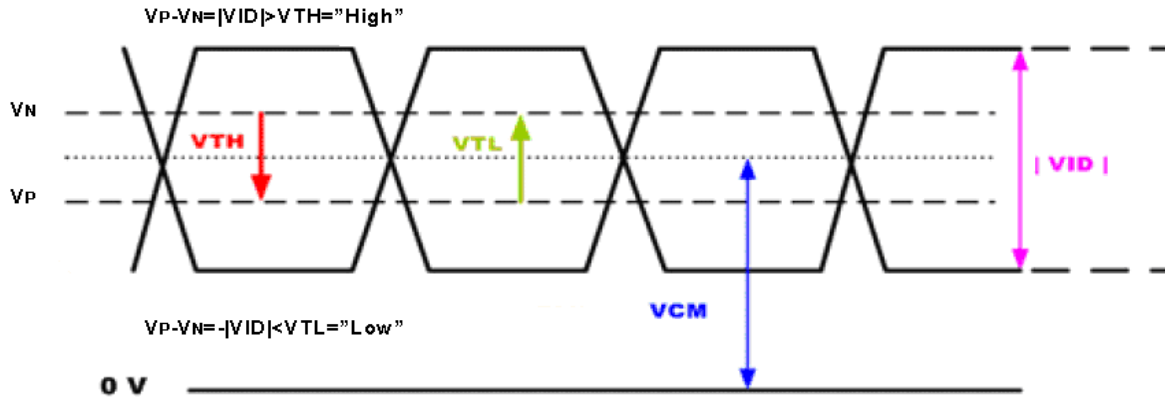 VP-VN=|VID|>VTH="High"
VN
VTH
VTL
| VID |
VP
VCM
VP-VN=-|VID|<VTL="Low"
0 V